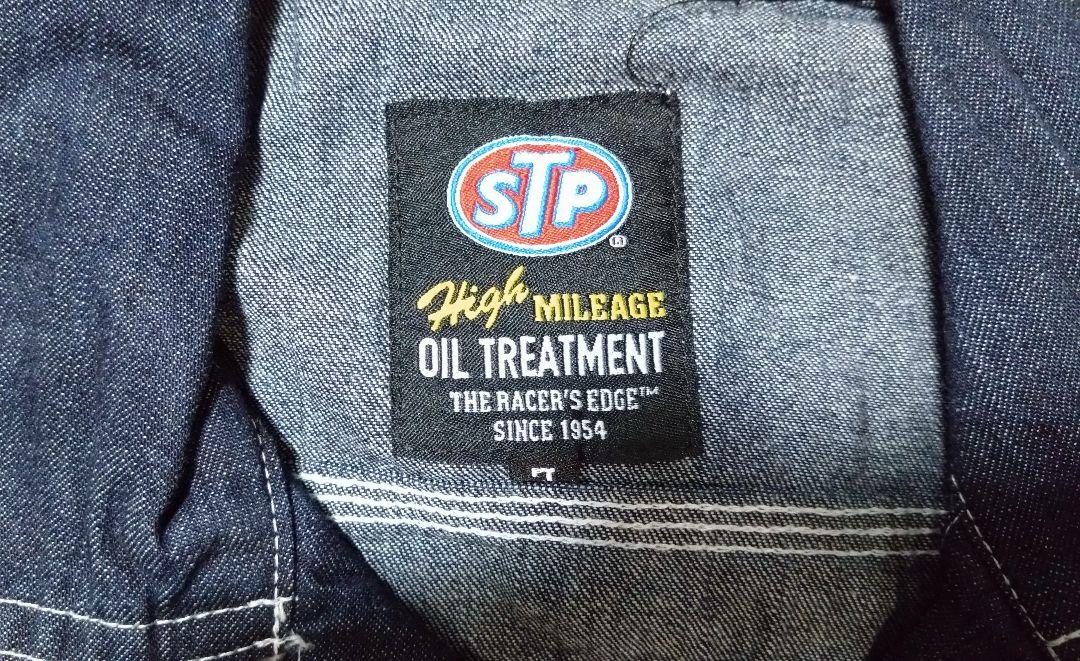 STP
High MILEAGE
OIL TREATMENT
THE RACER'S EDGE™
SINCE 1954